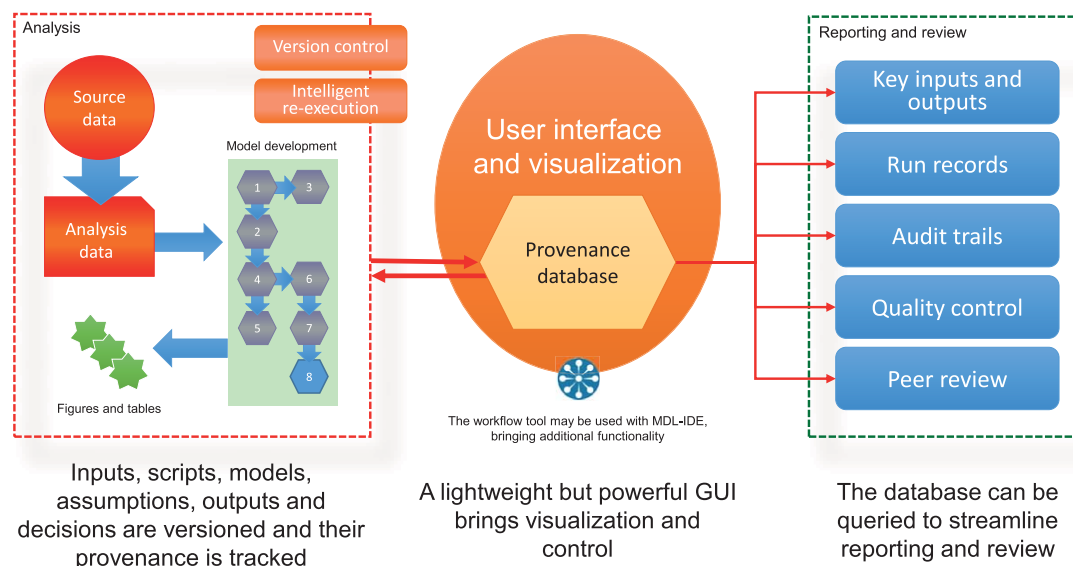 Analysis
Version control
Intelligent
re-execution
Source
data
Model development
1
3
2
Analysis
data
4
6
5
7
8
Figures and tables
User interface
and visualization
Provenance
database
The workflow tool may be used with MDL-IDE,
bringing additional functionality
Reporting and review
Key inputs and
outputs
Run records
Audit trails
Quality control
Peer review
Inputs, scripts, models,
assumptions, outputs and
decisions are versioned and their
provenance is tracked
A lightweight but powerful GUI
brings visualization and
control
The database can be
queried to streamline
reporting and review